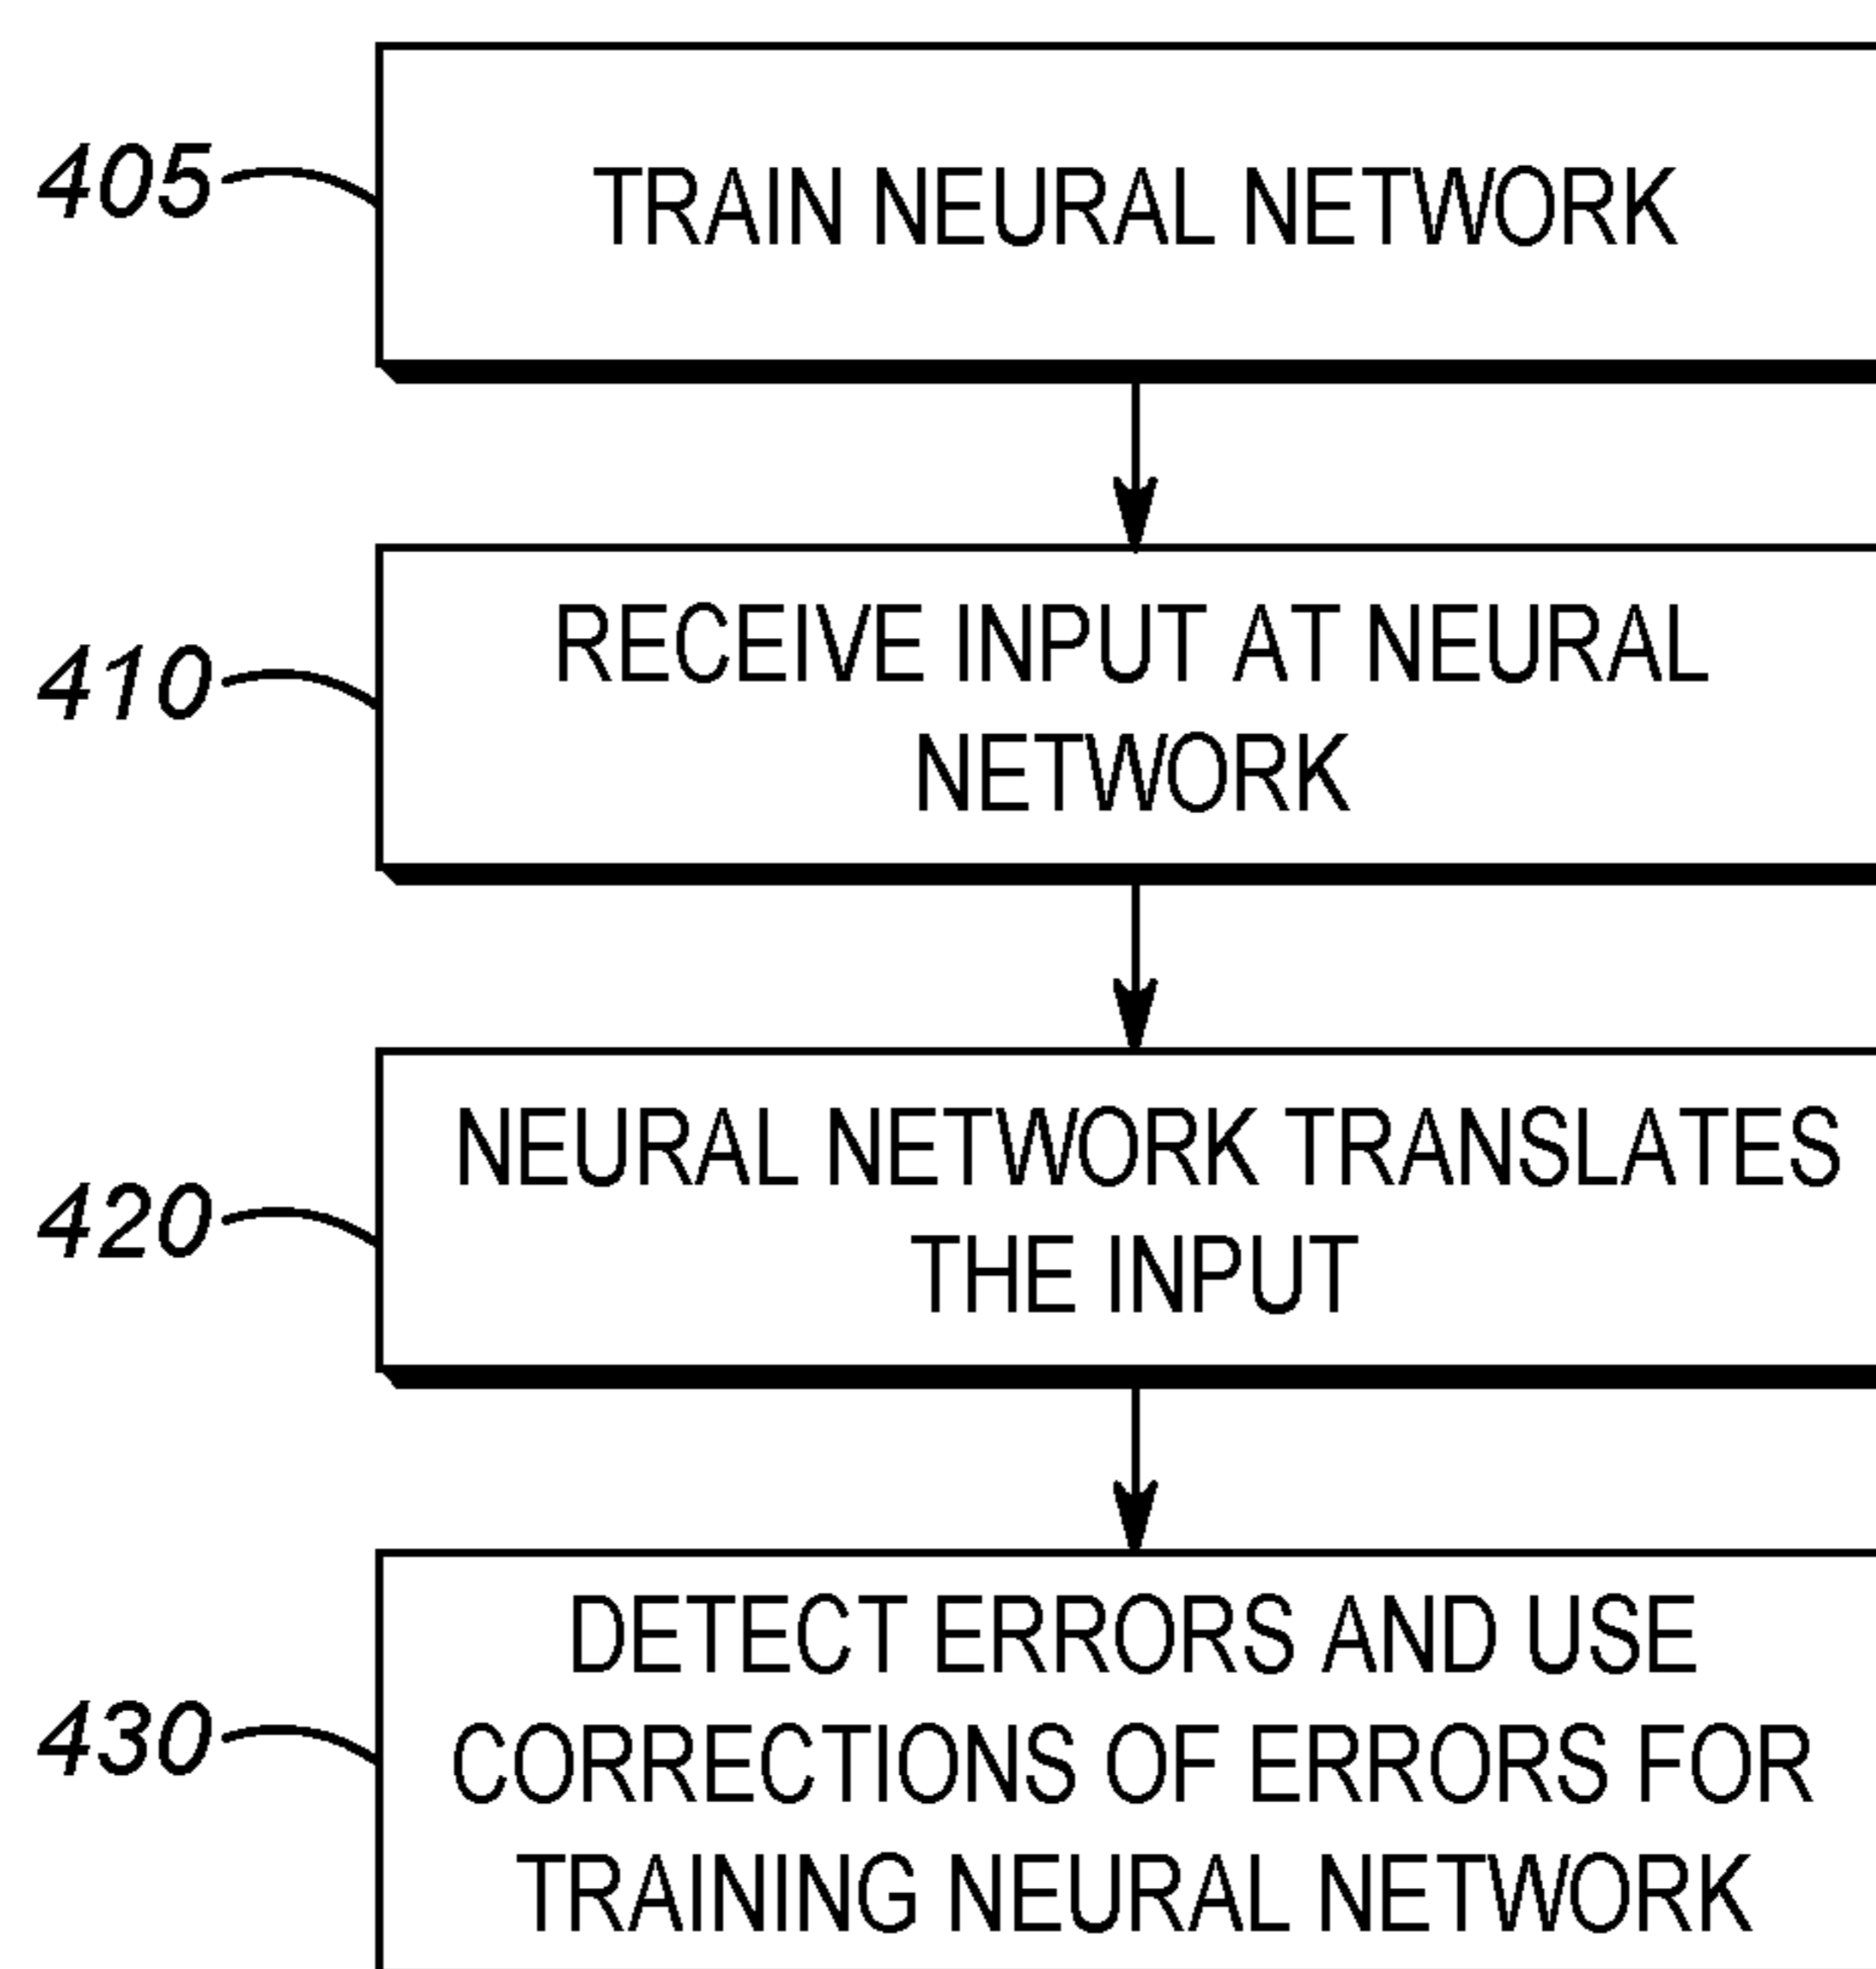 405
TRAIN NEURAL NETWORK
410
RECEIVE INPUT AT NEURAL
NETWORK
420
NEURAL NETWORK TRANSLATES
THE INPUT
430
DETECT ERRORS AND USE
CORRECTIONS OF ERRORS FOR
TRAINING NEURAL NETWORK